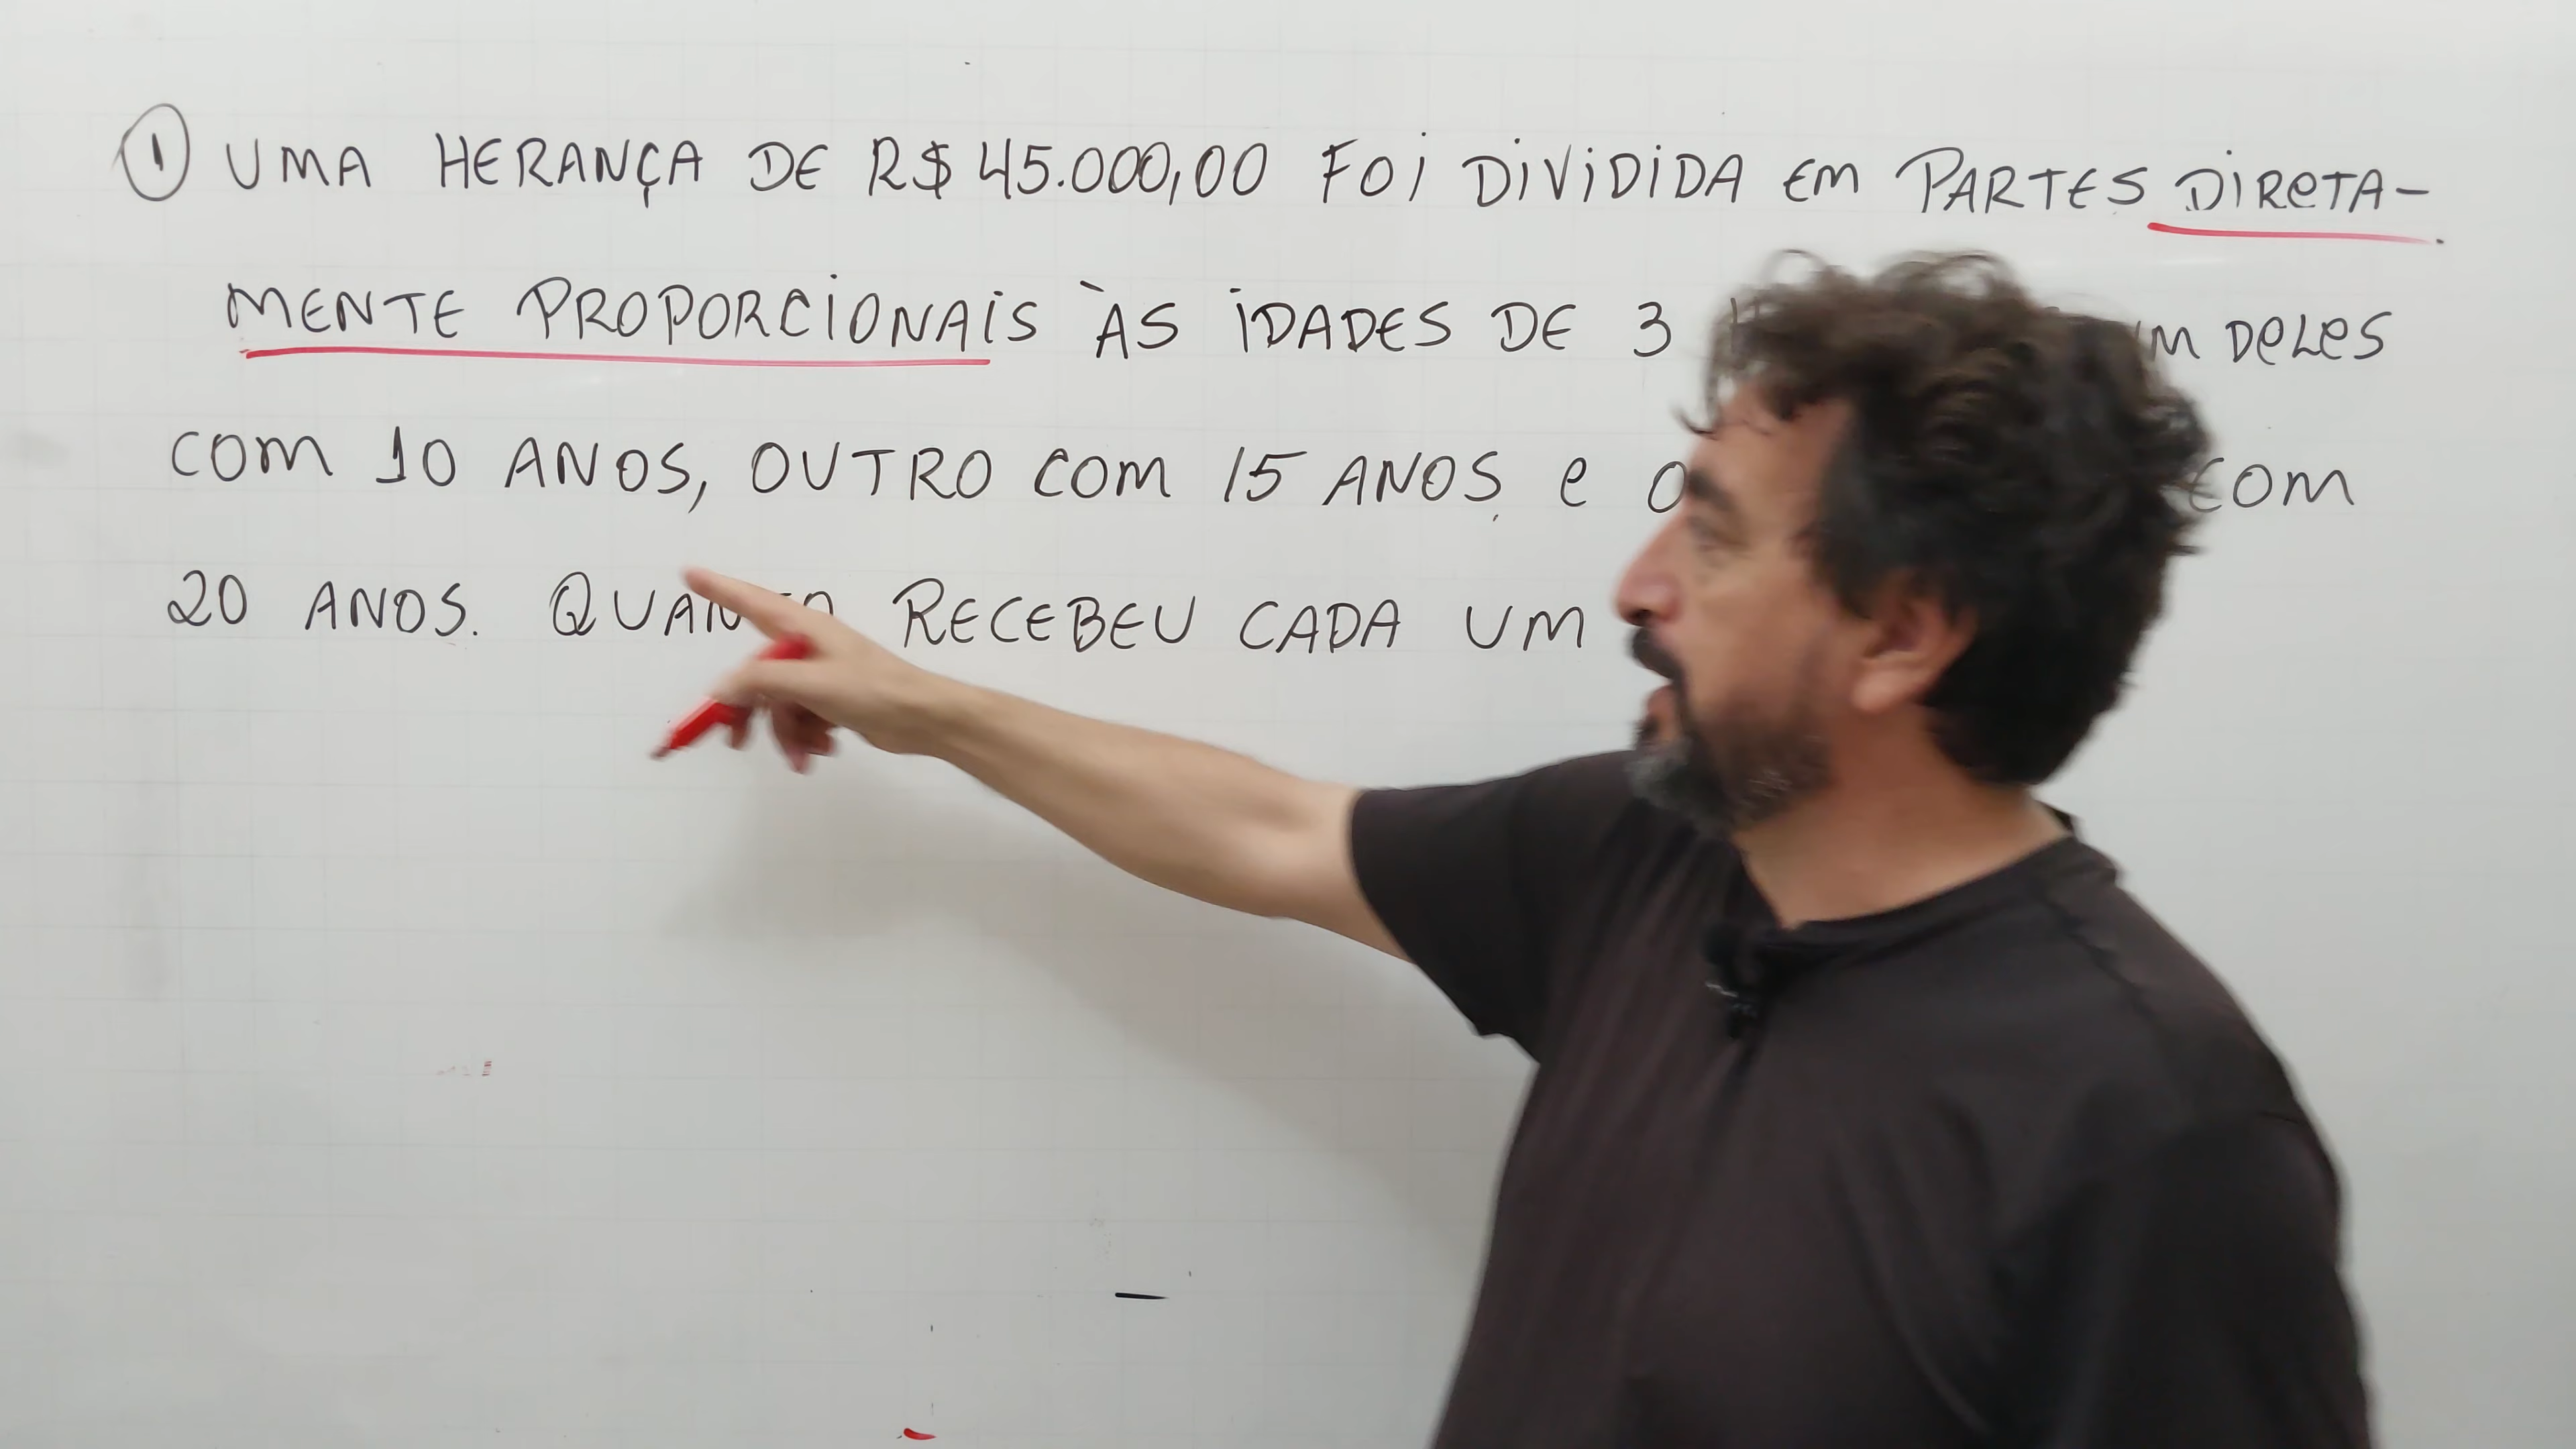 1 UMA HERANÇA DE R$ 45.000,00 FOI DIVIDIDA EM PARTES DIRETA-
MENTE PROPORCIONAIS ÀS IDADES DE 3 DELES
COM 10 ANOS, OUTRO COM 15 ANOS E COM
20 ANOS. RECEBEU CADA UM